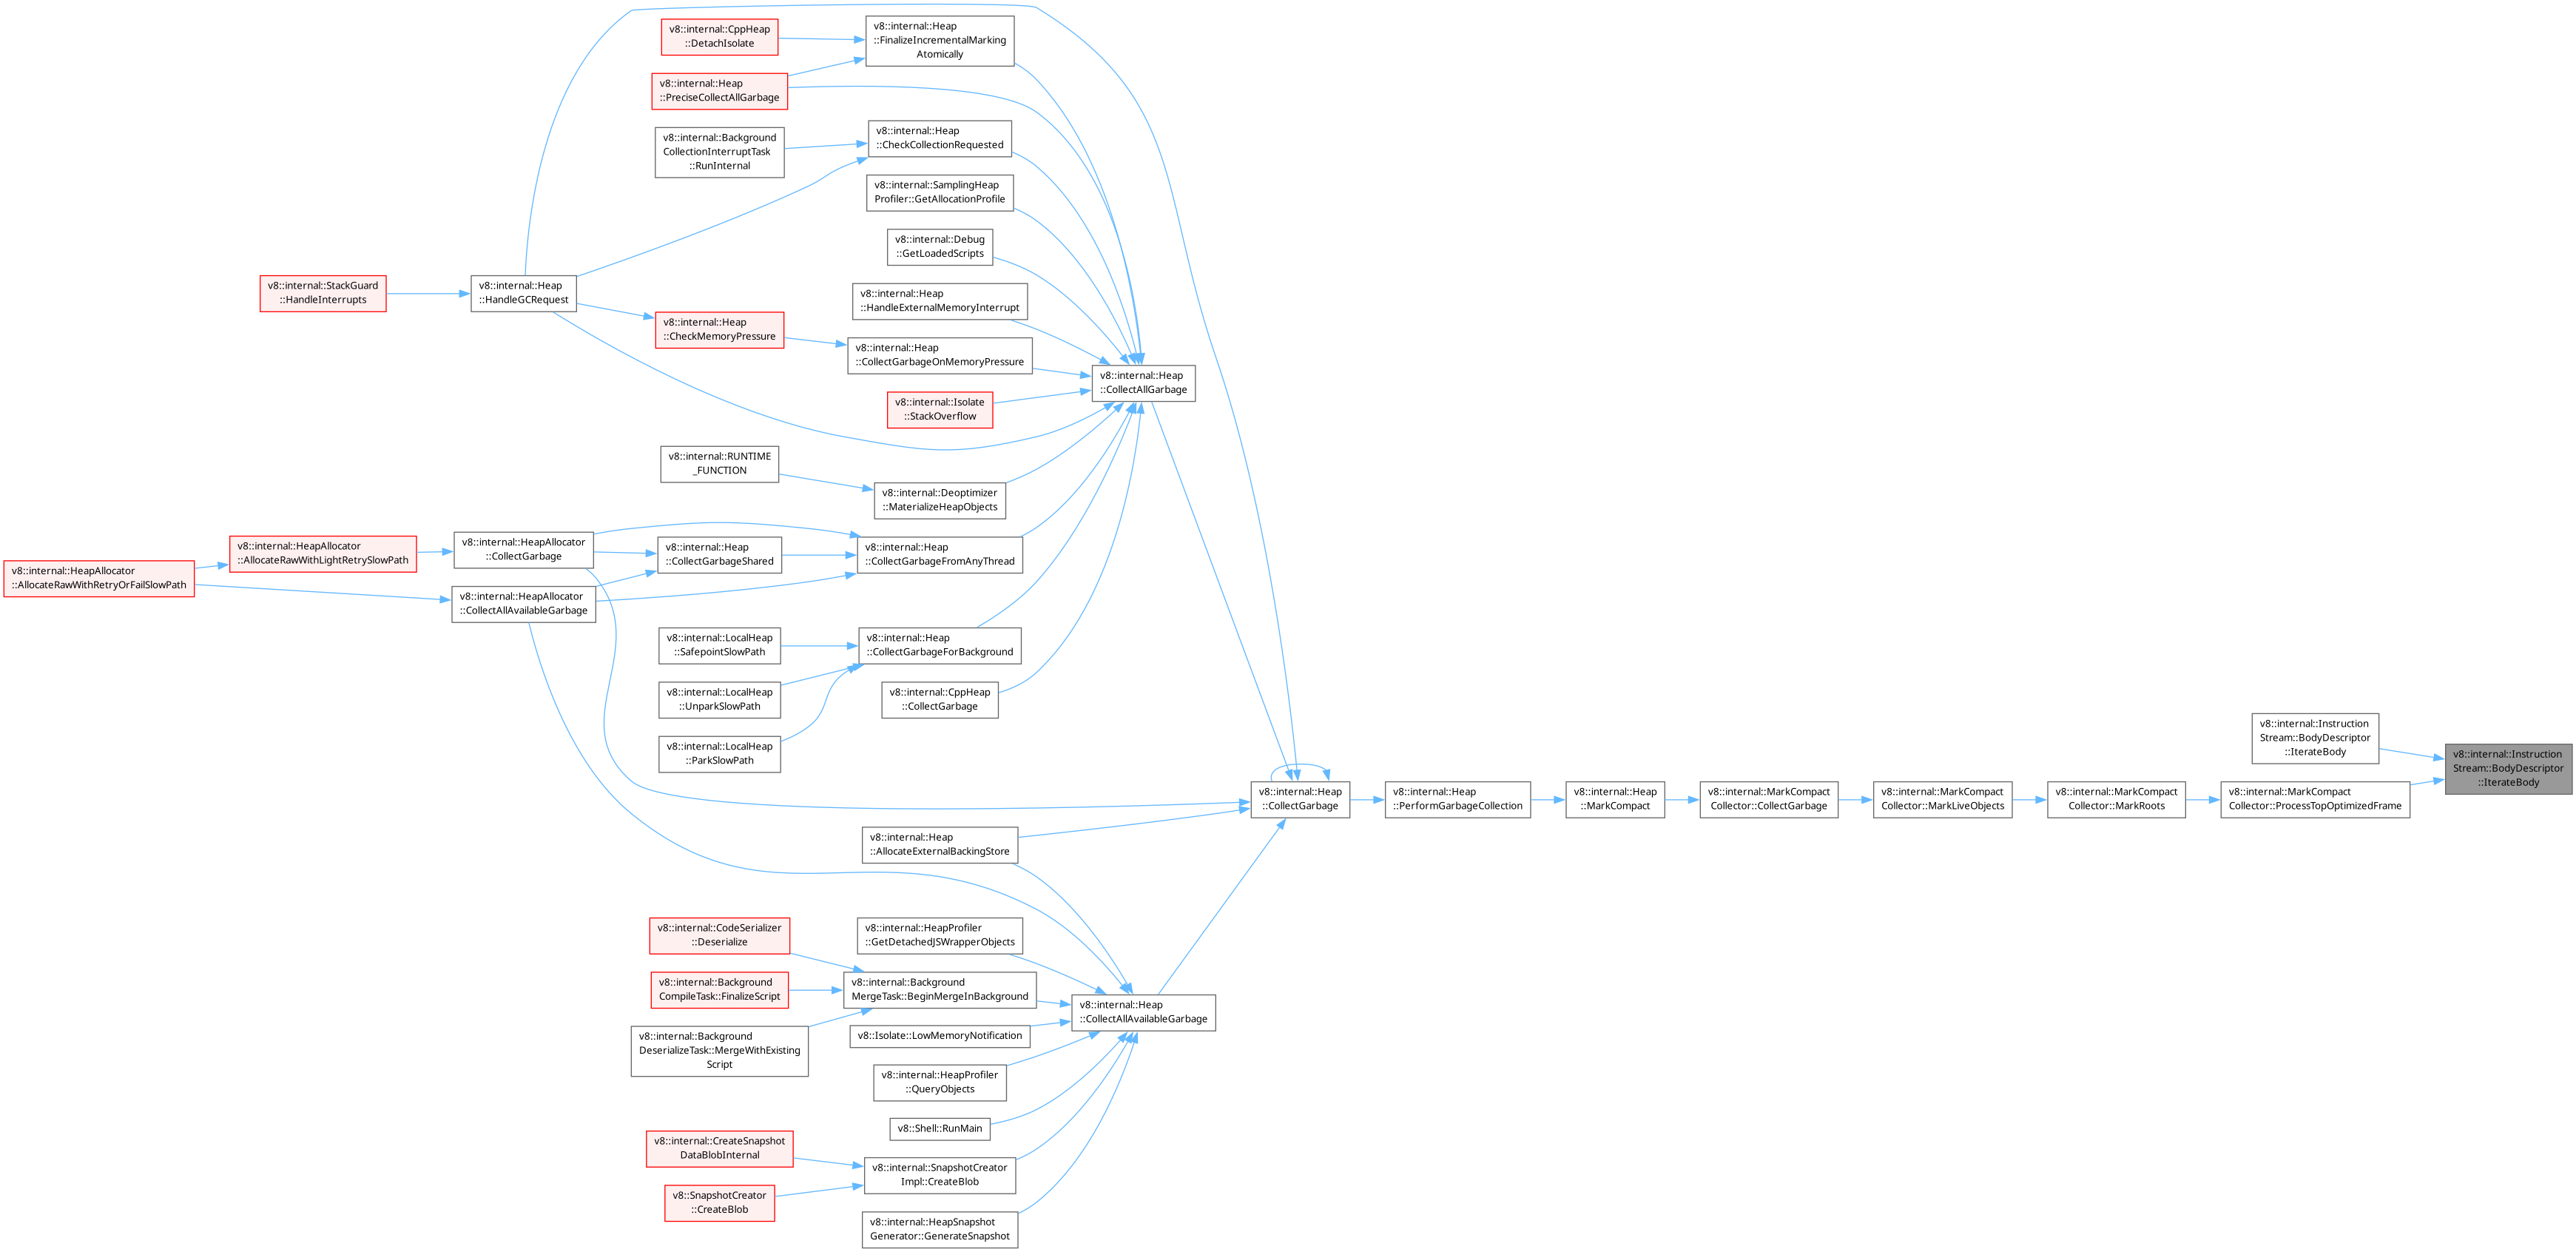 v8::internal::CppHeap
::DetachIsolate
v8::internal::Heap
::FinalizeIncrementalMarking
Atomically
v8::internal::Heap
::PreciseCollectAllGarbage
v8::internal::Background
CollectionInterruptTask
::RunInternal
v8::internal::Heap
::CheckCollectionRequested
v8::internal::SamplingHeap
Profiler::GetAllocationProfile
v8::internal::Debug
::GetLoadedScripts
v8::internal::StackGuard
::HandleInterrupts
v8::internal::Heap
::HandleGCRequest
v8::internal::Heap
::HandleExternalMemoryInterrupt
v8::internal::Heap
::CheckMemoryPressure
v8::internal::Heap
::CollectGarbageOnMemoryPressure
v8::internal::Heap
::CollectAllGarbage
v8::internal::Isolate
::StackOverflow
v8::internal::RUNTIME
_FUNCTION
v8::internal::Deoptimizer
::MaterializeHeapObjects
v8::internal::HeapAllocator
::AllocateRawWithRetryOrFailSlowPath
v8::internal::HeapAllocator
::AllocateRawWithLightRetrySlowPath
v8::internal::HeapAllocator
::CollectGarbage
v8::internal::Heap
::CollectGarbageShared
v8::internal::Heap
::CollectGarbageFromAnyThread
v8::internal::HeapAllocator
::CollectAllAvailableGarbage
v8::internal::LocalHeap
::SafepointSlowPath
v8::internal::Heap
::CollectGarbageForBackground
v8::internal::LocalHeap
::UnparkSlowPath
v8::internal::CppHeap
::CollectGarbage
v8::internal::LocalHeap
::ParkSlowPath
v8::internal::Instruction
Stream::BodyDescriptor
::IterateBody
v8::internal::Instruction
Stream::BodyDescriptor
::IterateBody
v8::internal::Heap
::CollectGarbage
v8::internal::Heap
::PerformGarbageCollection
v8::internal::Heap
::MarkCompact
v8::internal::MarkCompact
Collector::CollectGarbage
v8::internal::MarkCompact
Collector::MarkLiveObjects
v8::internal::MarkCompact
Collector::MarkRoots
v8::internal::MarkCompact
Collector::ProcessTopOptimizedFrame
v8::internal::Heap
::AllocateExternalBackingStore
v8::internal::CodeSerializer
::Deserialize
v8::internal::HeapProfiler
::GetDetachedJSWrapperObjects
v8::internal::Background
CompileTask::FinalizeScript
v8::internal::Background
MergeTask::BeginMergeInBackground
v8::internal::Heap
::CollectAllAvailableGarbage
v8::internal::Background
DeserializeTask::MergeWithExisting
Script
v8::Isolate::LowMemoryNotification
v8::internal::HeapProfiler
::QueryObjects
v8::Shell::RunMain
v8::internal::CreateSnapshot
DataBlobInternal
v8::internal::SnapshotCreator
Impl::CreateBlob
v8::SnapshotCreator
::CreateBlob
v8::internal::HeapSnapshot
Generator::GenerateSnapshot